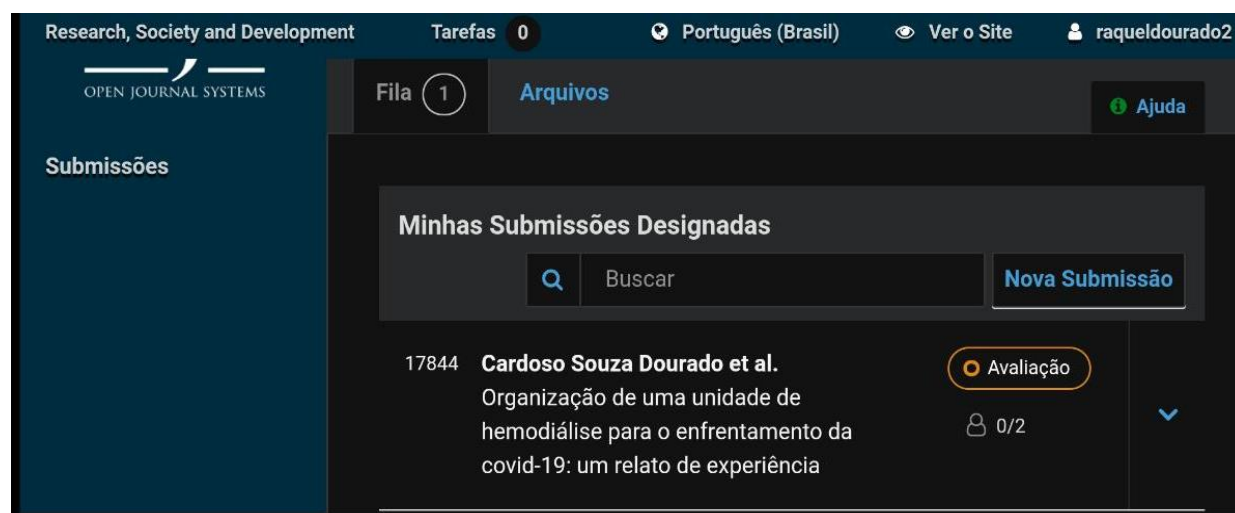 Research, Society and Development Tarefas 0 Português (Brasil) Ver o Site raqueldourado2
OPEN JOURNAL SYSTEMS
Fila 1 Arquivos
Ajuda
Submissões
Minhas Submissões Designadas
Buscar Nova Submissão
17844 Cardoso Souza Dourado et al. Avaliação
Organização de uma unidade de
hemodiálise para o enfrentamento da 0/2
covid-19: um relato de experiência